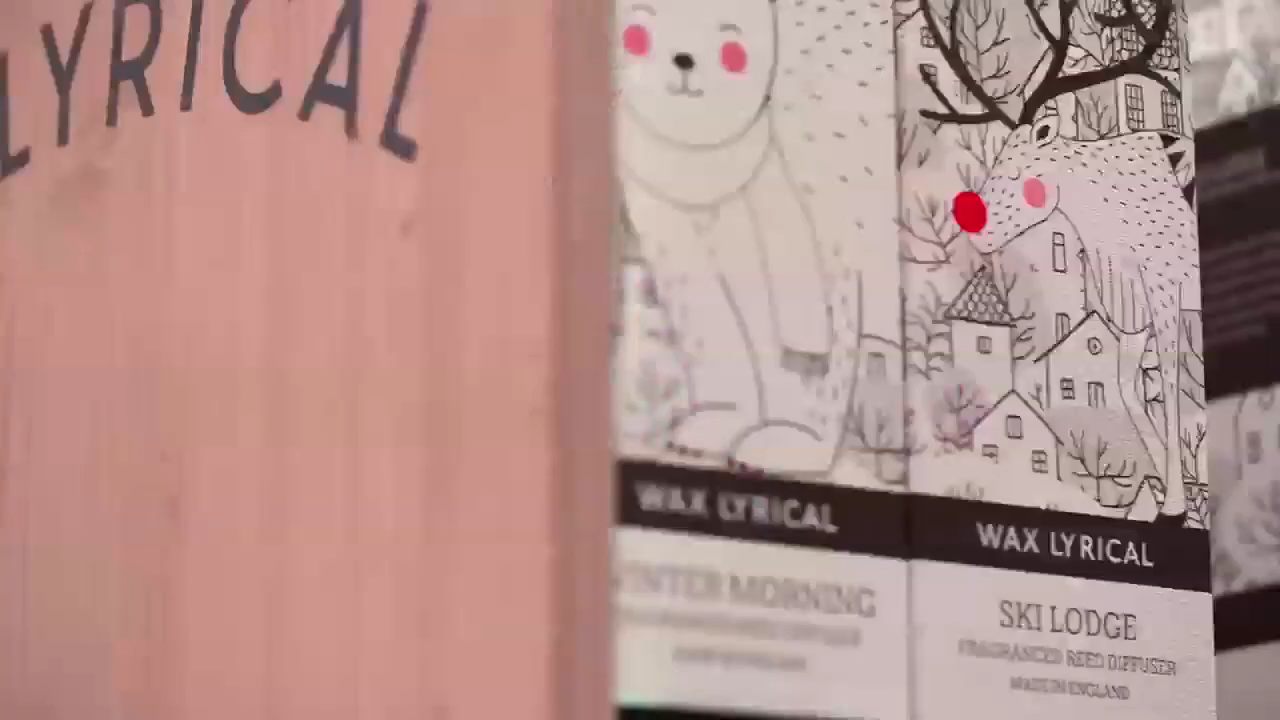 LYRICAL
WAX LYRICAL
WINTER MORNING
WAX LYRICAL
SKI LODGE
FRAGRANCED REED DIFFUSER
MADE IN ENGLAND